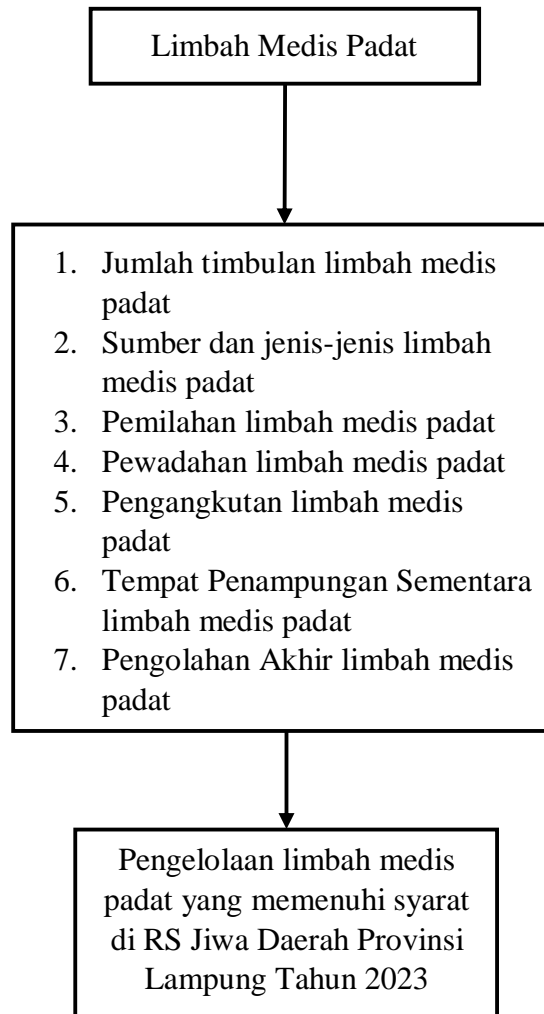 Limbah Medis Padat
1. Jumlah timbulan limbah medis
padat
2. Sumber dan jenis-jenis limbah
medis padat
3. Pemilahan limbah medis padat
4. Pewadahan limbah medis padat
5. Pengangkutan limbah medis
padat
6. Tempat Penampungan Sementara
limbah medis padat
7. Pengolahan Akhir limbah medis
padat
Pengelolaan limbah medis
padat yang memenuhi syarat
di RS Jiwa Daerah Provinsi
Lampung Tahun 2023